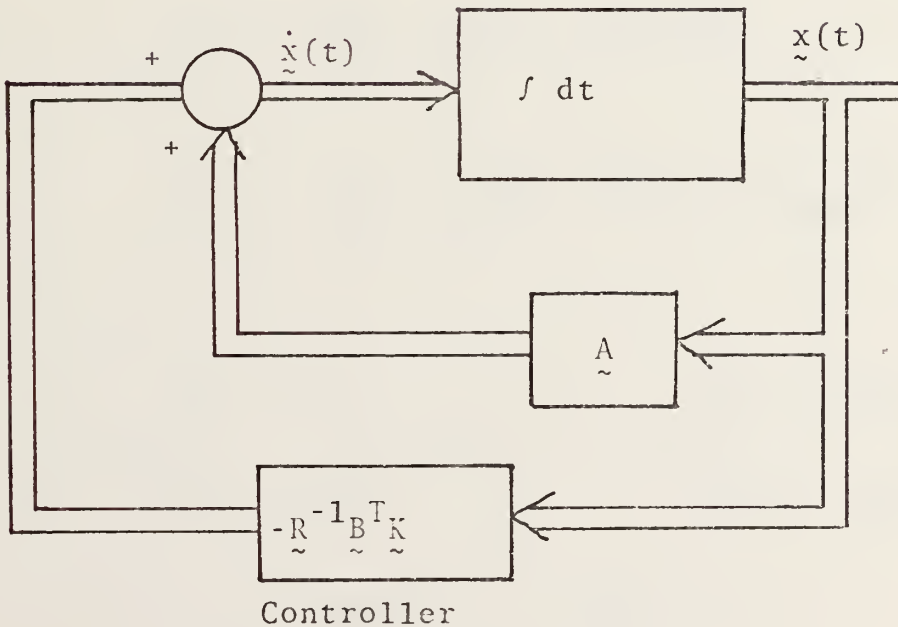 +
ẋ(t)
∫ dt
x(t)
+
A
-R⁻¹BᵀK
Controller